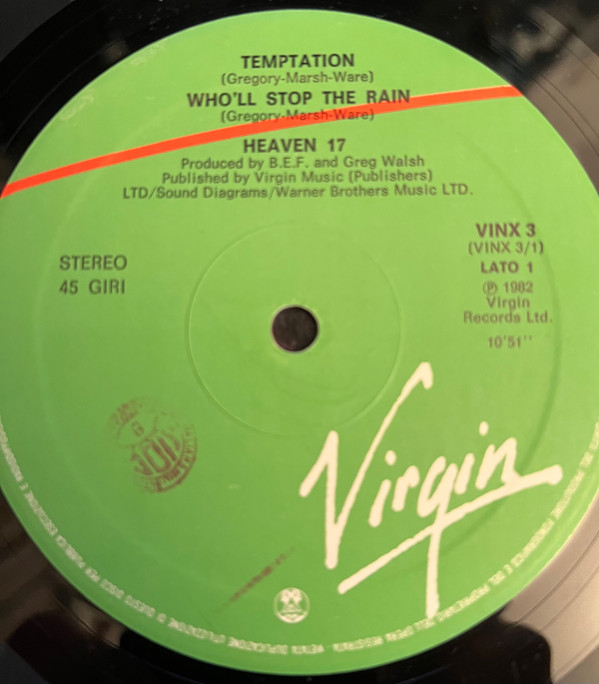 TEMPTATION
(Gregory-Marsh-Ware)
WHO'LL STOP THE RAIN
(Gregory-Marsh-Ware)
HEAVEN 17
Produced by B.E.F. and Greg Walsh
Published by Virgin Music (Publishers)
LTD/Sound Diagrams/Warner Brothers Music LTD.
STEREO
45 GIRI
VINX 3
(VINX 3/1)
LATO 1
Ⓟ 1982
Virgin
Records Ltd.
10'51''
Virgin